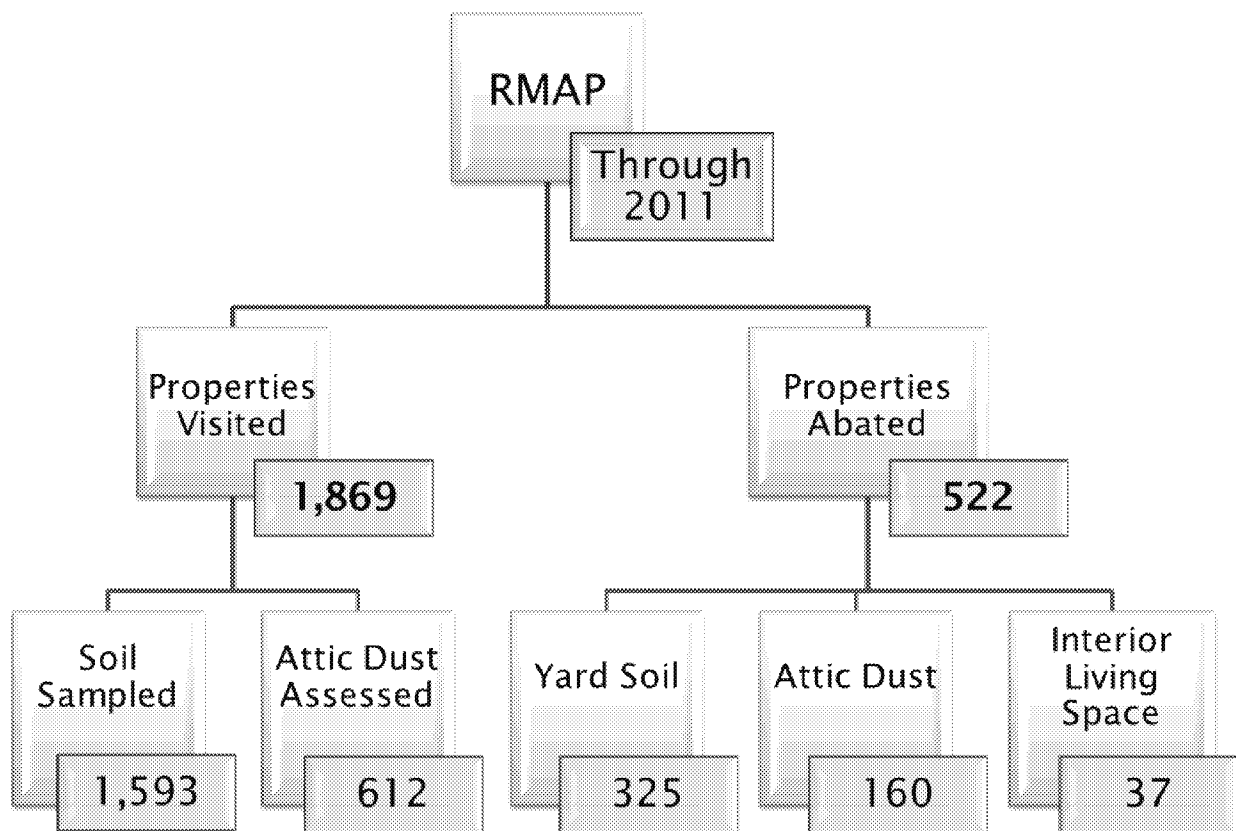 RMAP
Through
2011
Properties
Visited
1,869
Properties
Abated
522
Soil
Sampled
1,593
Attic Dust
Assessed
612
Yard Soil
325
Attic Dust
160
Interior
Living
Space
37